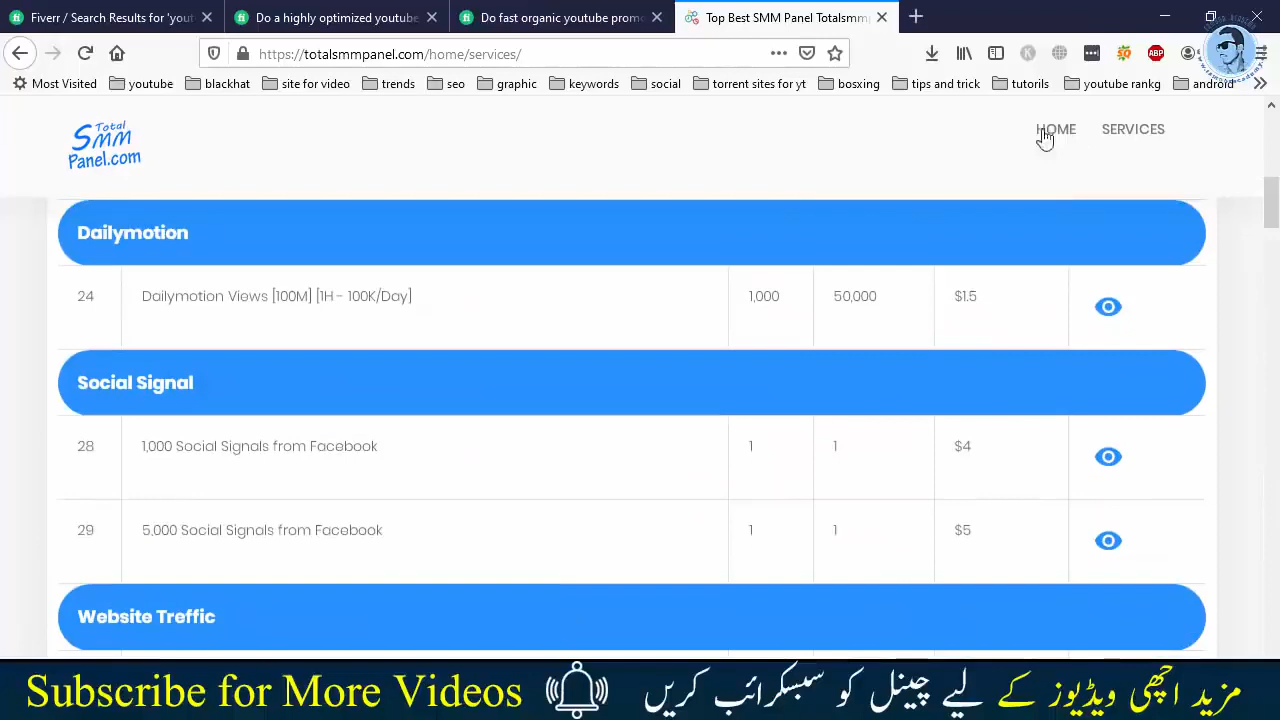 Fiverr / Search Results for 'yout
Do a highly optimized youtube
Do fast organic youtube promo
Top Best SMM Panel Totalsmmp
https://totalsmmpanel.com/home/services/
ABP
Most Visited
youtube
blackhat
site for video
trends
seo
graphic
keywords
social
torrent sites for yt
bosxing
tips and trick
tutorils
youtube rankg
android
Total
SMM
Panel.com
HOME
SERVICES
Dailymotion
24 Dailymotion Views [100M] [1H - 100K/Day] 1,000 50,000 $1.5
Social Signal
28 1,000 Social Signals from Facebook 1 1 $4
29 5,000 Social Signals from Facebook 1 1 $5
Website Treffic
Subscribe for More Videos
مزید اچھی ویڈیوز کے لیے چینل کو سبسکرائب کریں